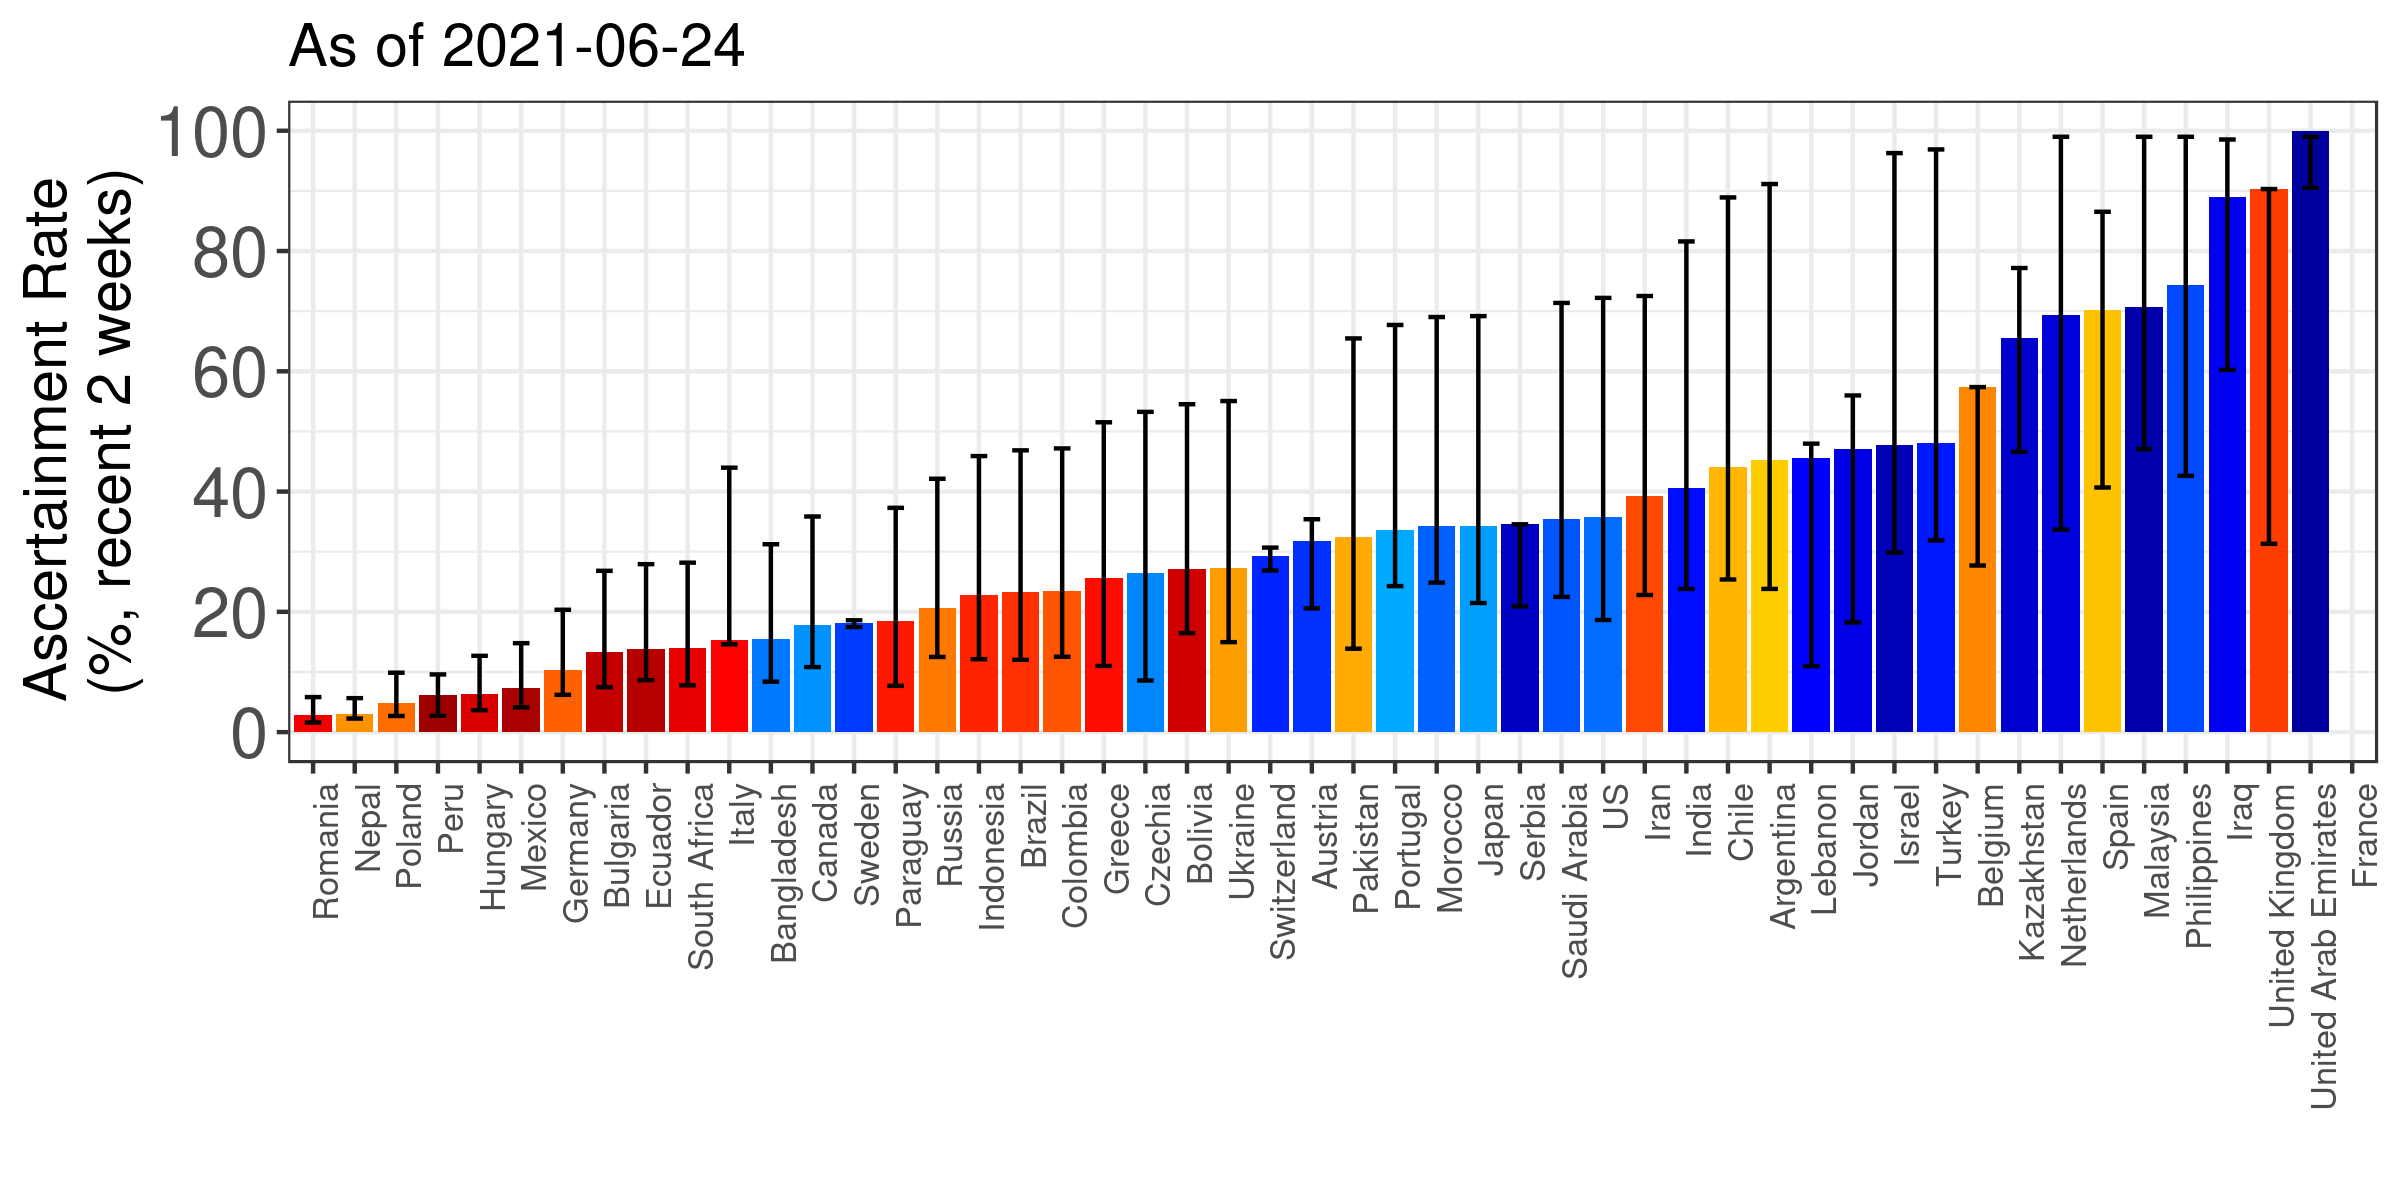 As of 2021-06-24
Ascertainment Rate
(%, recent 2 weeks)
100
80
60
40
20
0
Romania
Nepal
Poland
Peru
Hungary
Mexico
Germany
Bulgaria
Ecuador
South Africa
Italy
Bangladesh
Canada
Sweden
Paraguay
Russia
Indonesia
Brazil
Colombia
Greece
Czechia
Bolivia
Ukraine
Switzerland
Austria
Pakistan
Portugal
Morocco
Japan
Serbia
Saudi Arabia
US
Iran
India
Chile
Argentina
Lebanon
Jordan
Israel
Turkey
Belgium
Kazakhstan
Netherlands
Spain
Malaysia
Philippines
Iraq
United Kingdom
United Arab Emirates
France